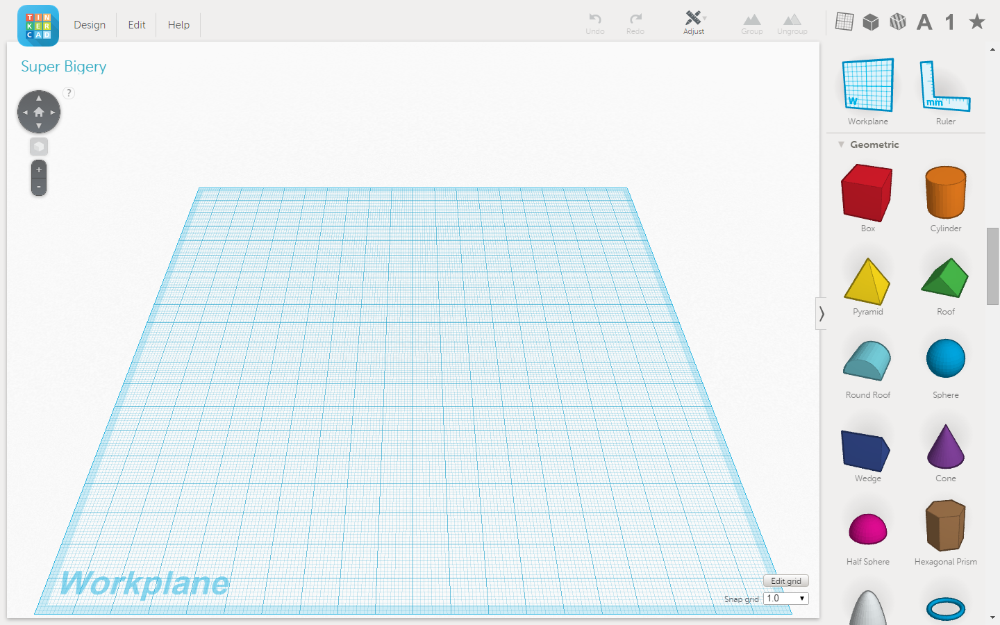 TIN
KER
CAD
Design
Edit
Help
Undo
Redo
Adjust
Group
Ungroup
A
1
Super Bigery
?
+
-
Workplane
Edit grid
Snap grid 1.0
W
mm
Workplane
Ruler
Geometric
Box
Cylinder
Pyramid
Roof
Round Roof
Sphere
Wedge
Cone
Half Sphere
Hexagonal Prism